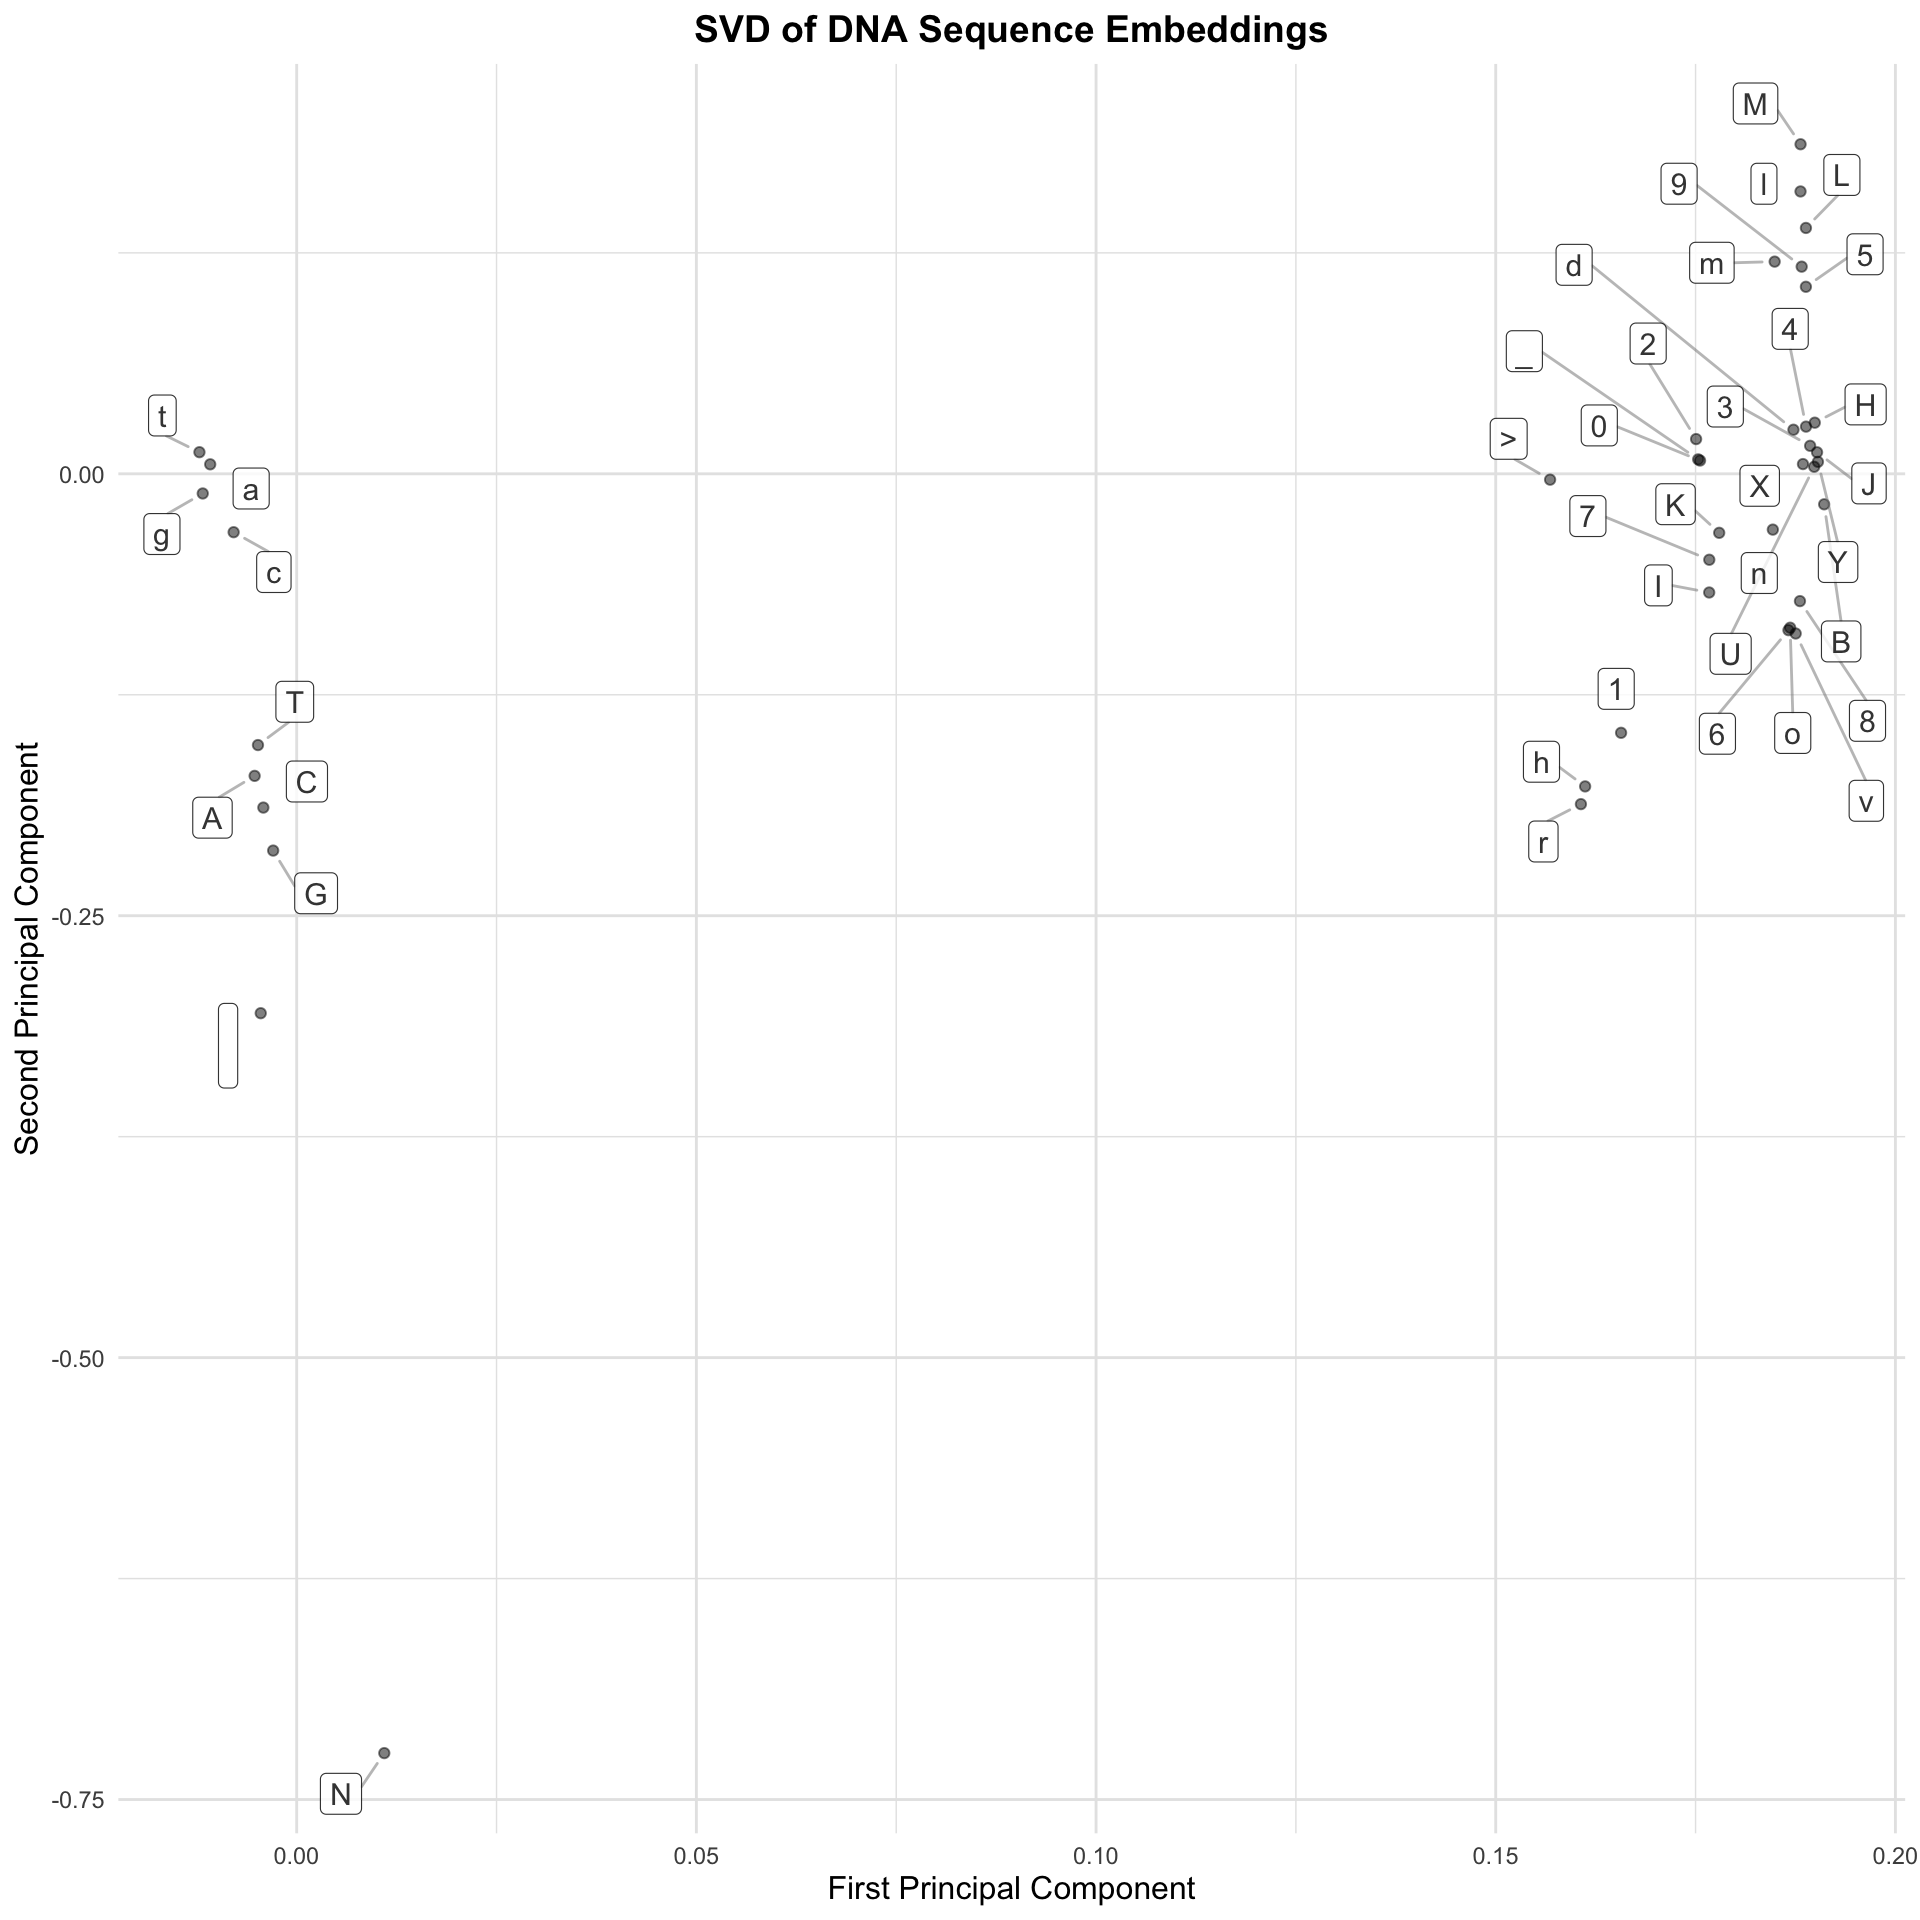 SVD of DNA Sequence Embeddings
M
L
9
l
5
m
d
4
2
_
H
3
0
>
t
0.00
J
X
a
K
7
g
Y
n
c
I
B
U
1
T
8
6
o
h
C
v
A
r
G
-0.25
Second Principal Component
-0.50
N
-0.75
0.00
0.05
0.10
0.15
0.20
First Principal Component